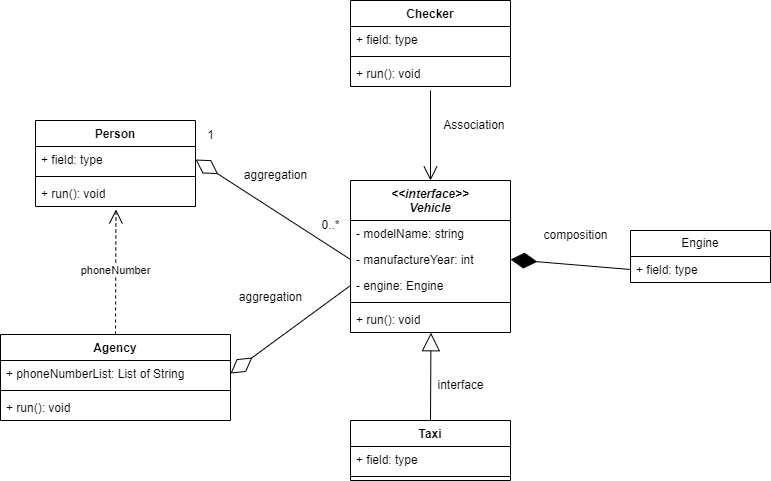 Checker
+ field: type
+ run(): void
Association
Person
+ field: type
+ run(): void
1
aggregation
0..*
<<interface>>
Vehicle
- modelName: string
- manufactureYear: int
- engine: Engine
+ run(): void
composition
Engine
+ field: type
phoneNumber
aggregation
Agency
+ phoneNumberList: List of String
+ run(): void
interface
Taxi
+ field: type